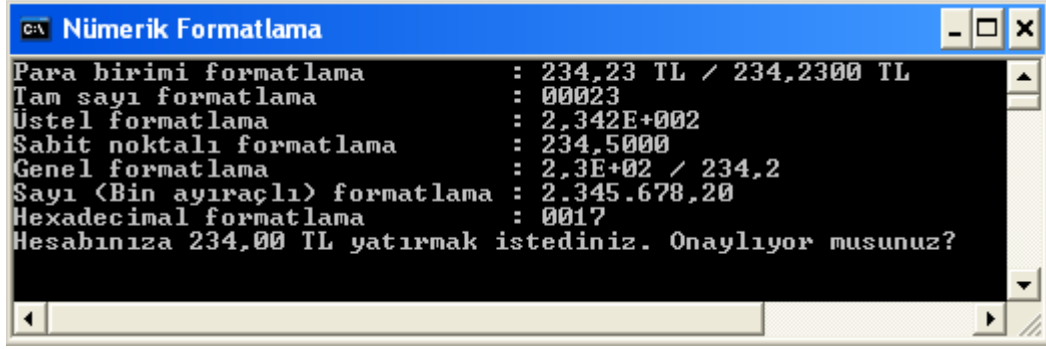 Nümerik Formatlama
Para birimi formatlama : 234,23 TL / 234,2300 TL
Tam sayı formatlama : 00023
Üstel formatlama : 2,342E+002
Sabit noktalı formatlama : 234,5000
Genel formatlama : 2,3E+02 / 234,2
Sayı (Bin ayıraçlı) formatlama : 2.345.678,20
Hexadecimal formatlama : 0017
Hesabınıza 234,00 TL yatırmak istediniz. Onaylıyor musunuz?